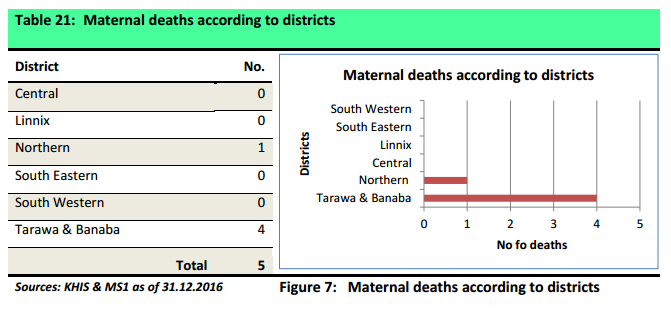 Table 21:  Maternal deaths according to districts
District No.
Central 0
Linnix 0
Northern 1
South Eastern 0
South Western 0
Tarawa & Banaba 4
Total 5
Sources: KHIS & MS1 as of 31.12.2016
Maternal deaths according to districts
Districts
South Western
South Eastern
Linnix
Central
Northern
Tarawa & Banaba
0 1 2 3 4 5
No fo deaths
Figure 7:   Maternal deaths according to districts